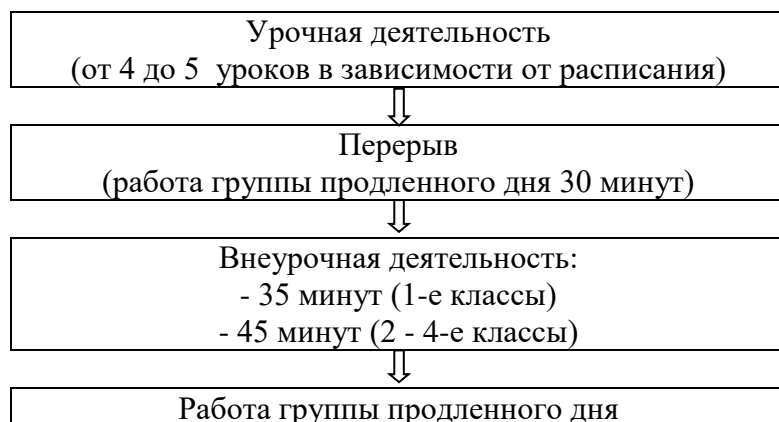 Урочная деятельность
(от 4 до 5 уроков в зависимости от расписания)
Перерыв
(работа группы продленного дня 30 минут)
Внеурочная деятельность:
- 35 минут (1-е классы)
- 45 минут (2 - 4-е классы)
Работа группы продленного дня